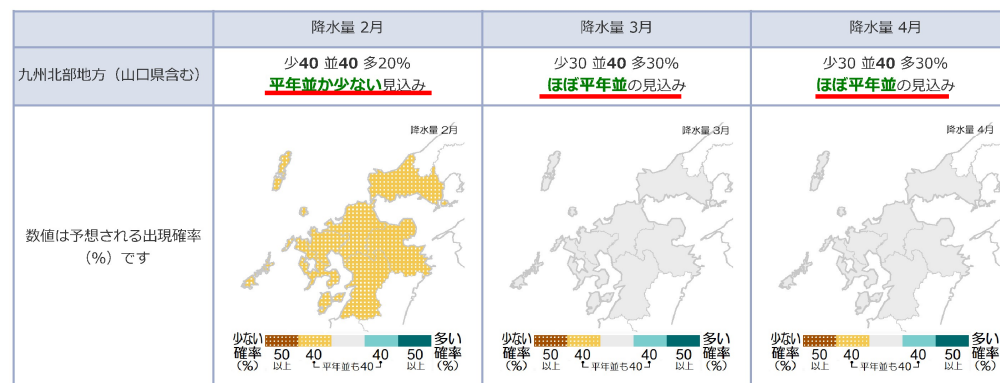 降水量 2月
降水量 3月
降水量 4月
九州北部地方（山口県含む）
少40 並40 多20%
平年並か少ない見込み
少30 並40 多30%
ほぼ平年並の見込み
少30 並40 多30%
ほぼ平年並の見込み
数値は予想される出現確率
（%）です
降水量 2月
降水量 3月
降水量 4月
少ない
確率
(%)
50
以上
40
平年並も40
40
50
以上
多い
確率
(%)
少ない
確率
(%)
50
以上
40
平年並も40
40
50
以上
多い
確率
(%)
少ない
確率
(%)
50
以上
40
平年並も40
40
50
以上
多い
確率
(%)